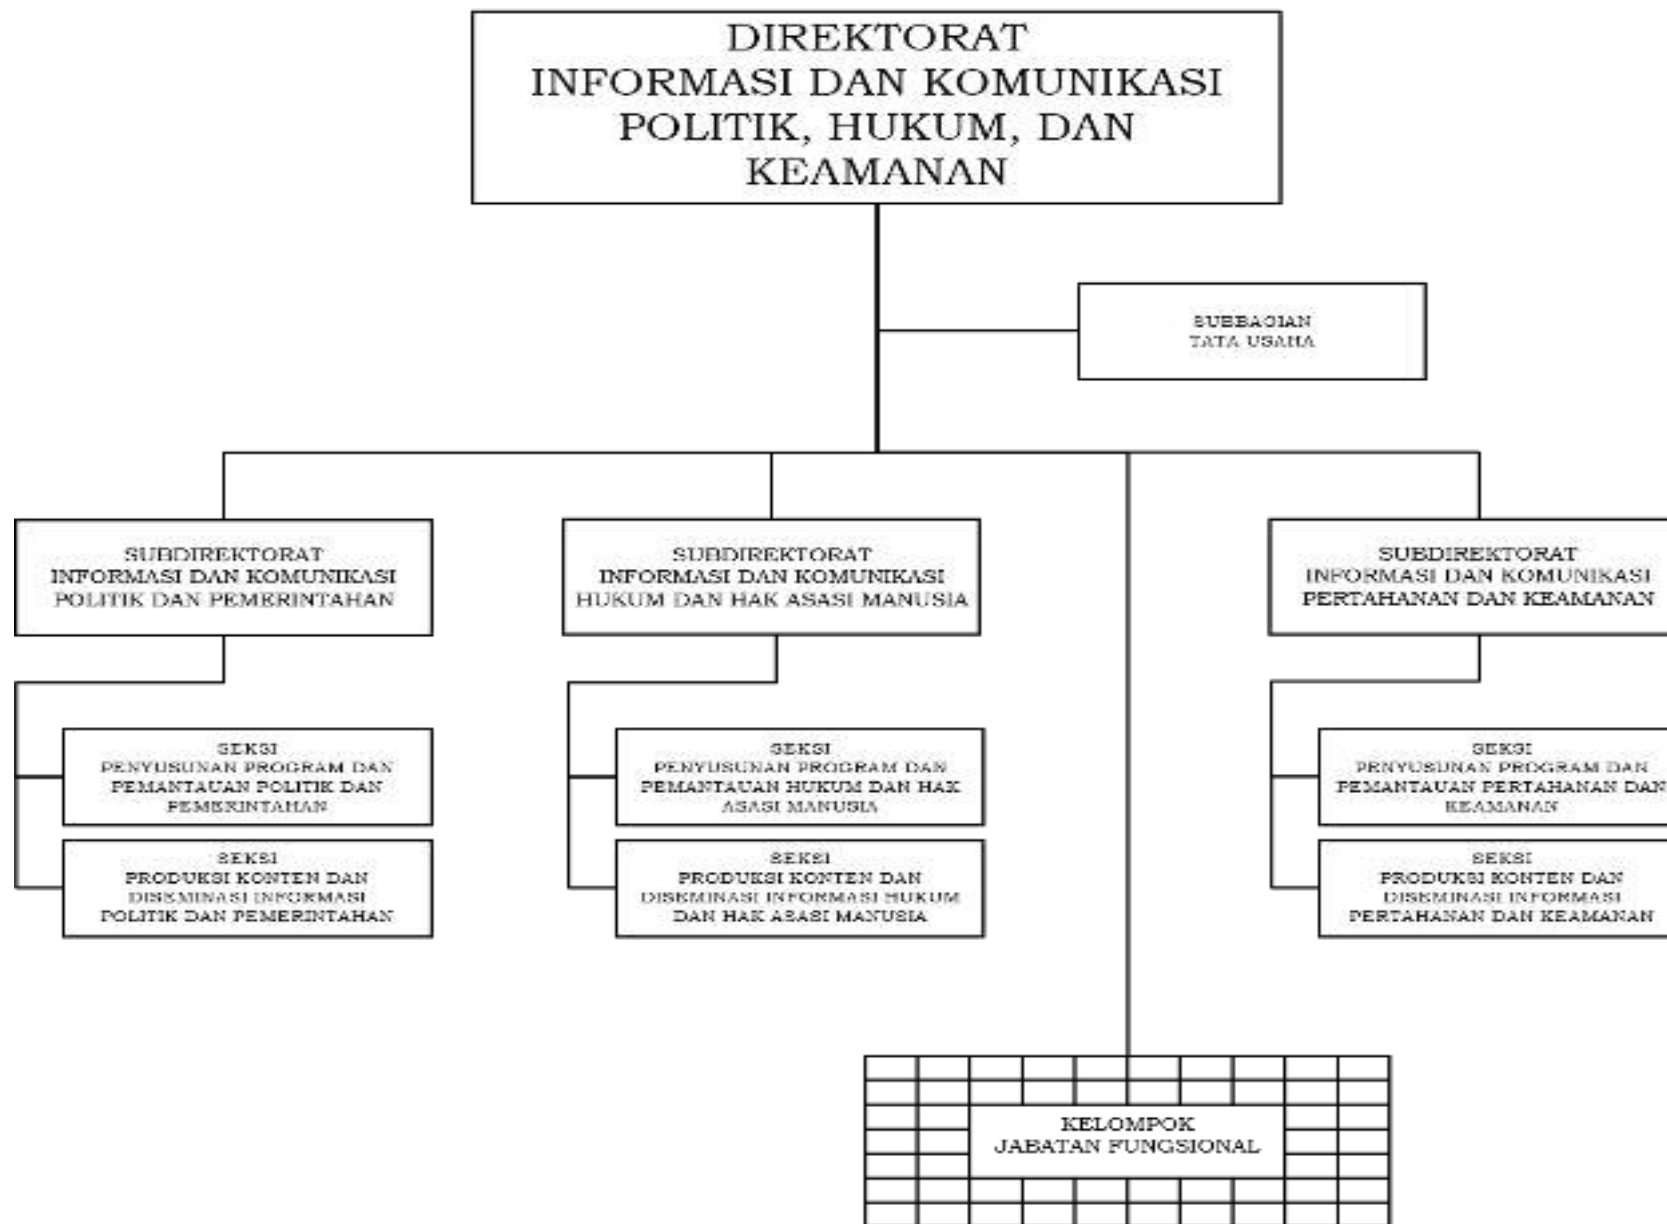 DIREKTORAT
INFORMASI DAN KOMUNIKASI
POLITIK, HUKUM, DAN
KEAMANAN
SUBBAGIAN
TATA USAHA
SUBDIREKTORAT
INFORMASI DAN KOMUNIKASI
POLITIK DAN PEMERINTAHAN
SUBDIREKTORAT
INFORMASI DAN KOMUNIKASI
HUKUM DAN HAK ASASI MANUSIA
SUBDIREKTORAT
INFORMASI DAN KOMUNIKASI
PERTAHANAN DAN KEAMANAN
SEKSI
PENYUSUNAN PROGRAM DAN
PEMANTAUAN POLITIK DAN
PEMERINTAHAN
SEKSI
PENYUSUNAN PROGRAM DAN
PEMANTAUAN HUKUM DAN HAK
ASASI MANUSIA
SEKSI
PENYUSUNAN PROGRAM DAN
PEMANTAUAN PERTAHANAN DAN
KEAMANAN
SEKSI
PRODUKSI KONTEN DAN
DISEMINASI INFORMASI
POLITIK DAN PEMERINTAHAN
SEKSI
PRODUKSI KONTEN DAN
DISEMINASI INFORMASI HUKUM
DAN HAK ASASI MANUSIA
SEKSI
PRODUKSI KONTEN DAN
DISEMINASI INFORMASI
PERTAHANAN DAN KEAMANAN
KELOMPOK
JABATAN FUNGSIONAL